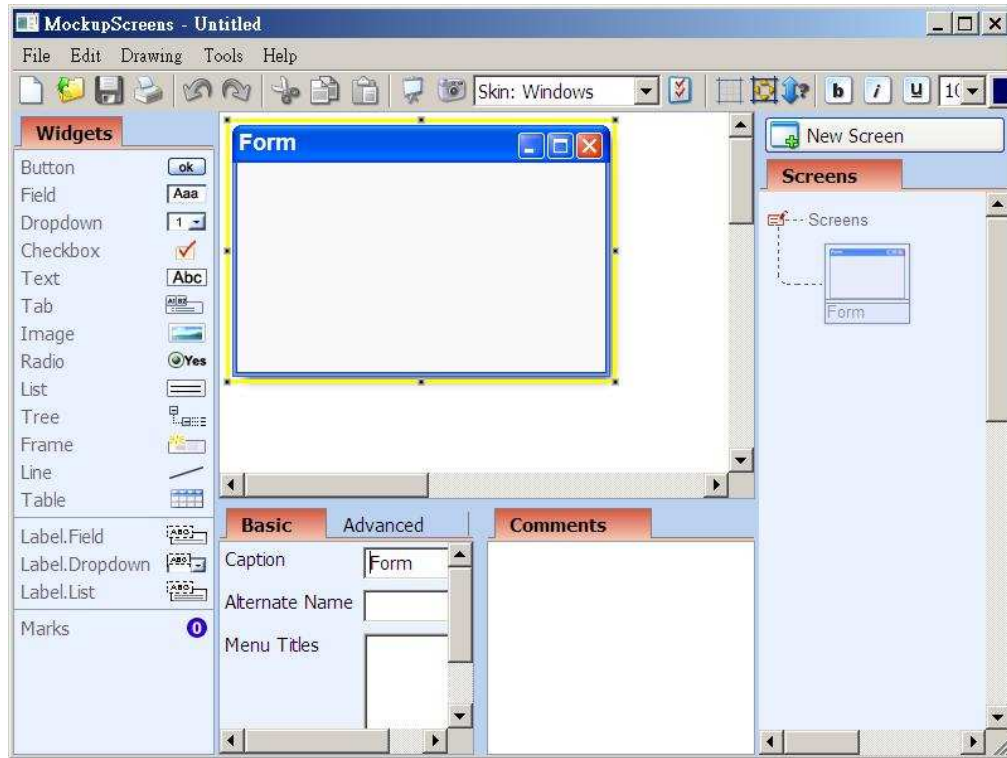 MockupScreens - Untitled
File Edit Drawing Tools Help
Skin: Windows
b i u 1(
Widgets
Button ok
Field Aaa
Dropdown 1
Checkbox
Text Abc
Tab
Image
Radio Yes
List
Tree
Frame
Line
Table
Label.Field
Label.Dropdown
Label.List
Marks 0
Form
Basic Advanced
Caption Form
Alternate Name
Menu Titles
Comments
New Screen
Screens
Screens
Form